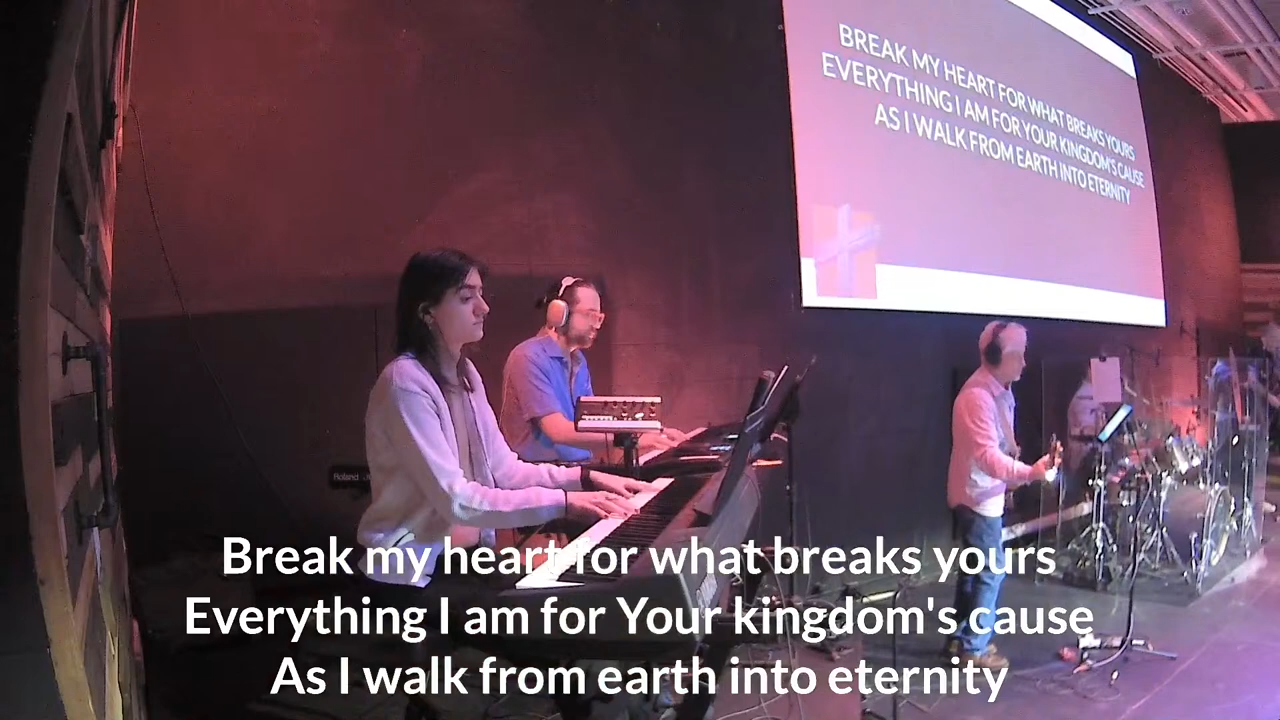 BREAK MY HEART FOR WHAT BREAKS YOURS
EVERYTHING I AM FOR YOUR KINGDOM'S CAUSE
AS I WALK FROM EARTH INTO ETERNITY
Roland
Break my heart for what breaks yours
Everything I am for Your kingdom's cause
As I walk from earth into eternity